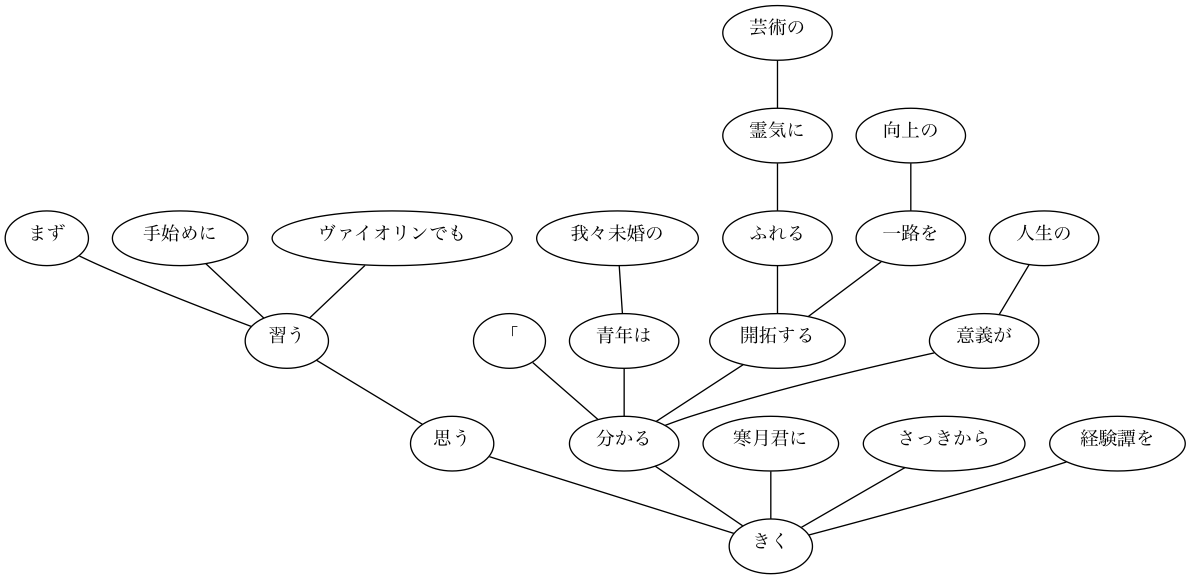 芸術の
霊気に
向上の
まず
手始めに
ヴァイオリンでも
我々未婚の
ふれる
一路を
人生の
習う
「
青年は
開拓する
意義が
思う
分かる
寒月君に
さっきから
経験譚を
きく